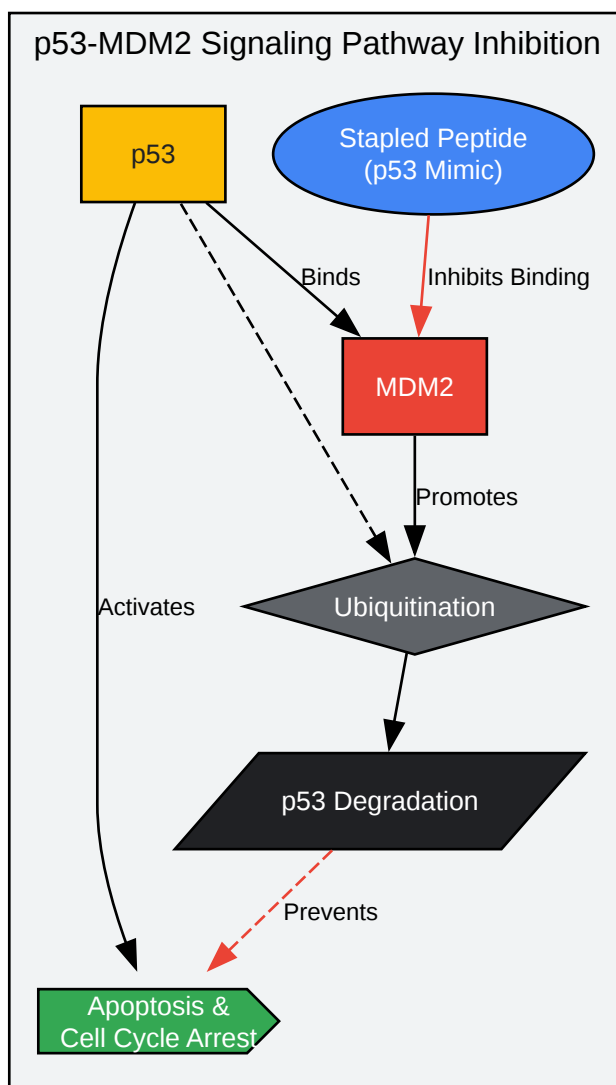 p53-MDM2 Signaling Pathway Inhibition
p53
Stapled Peptide
(p53 Mimic)
Binds
Inhibits Binding
MDM2
Promotes
Ubiquitination
Activates
p53 Degradation
Prevents
Apoptosis &
Cell Cycle Arrest